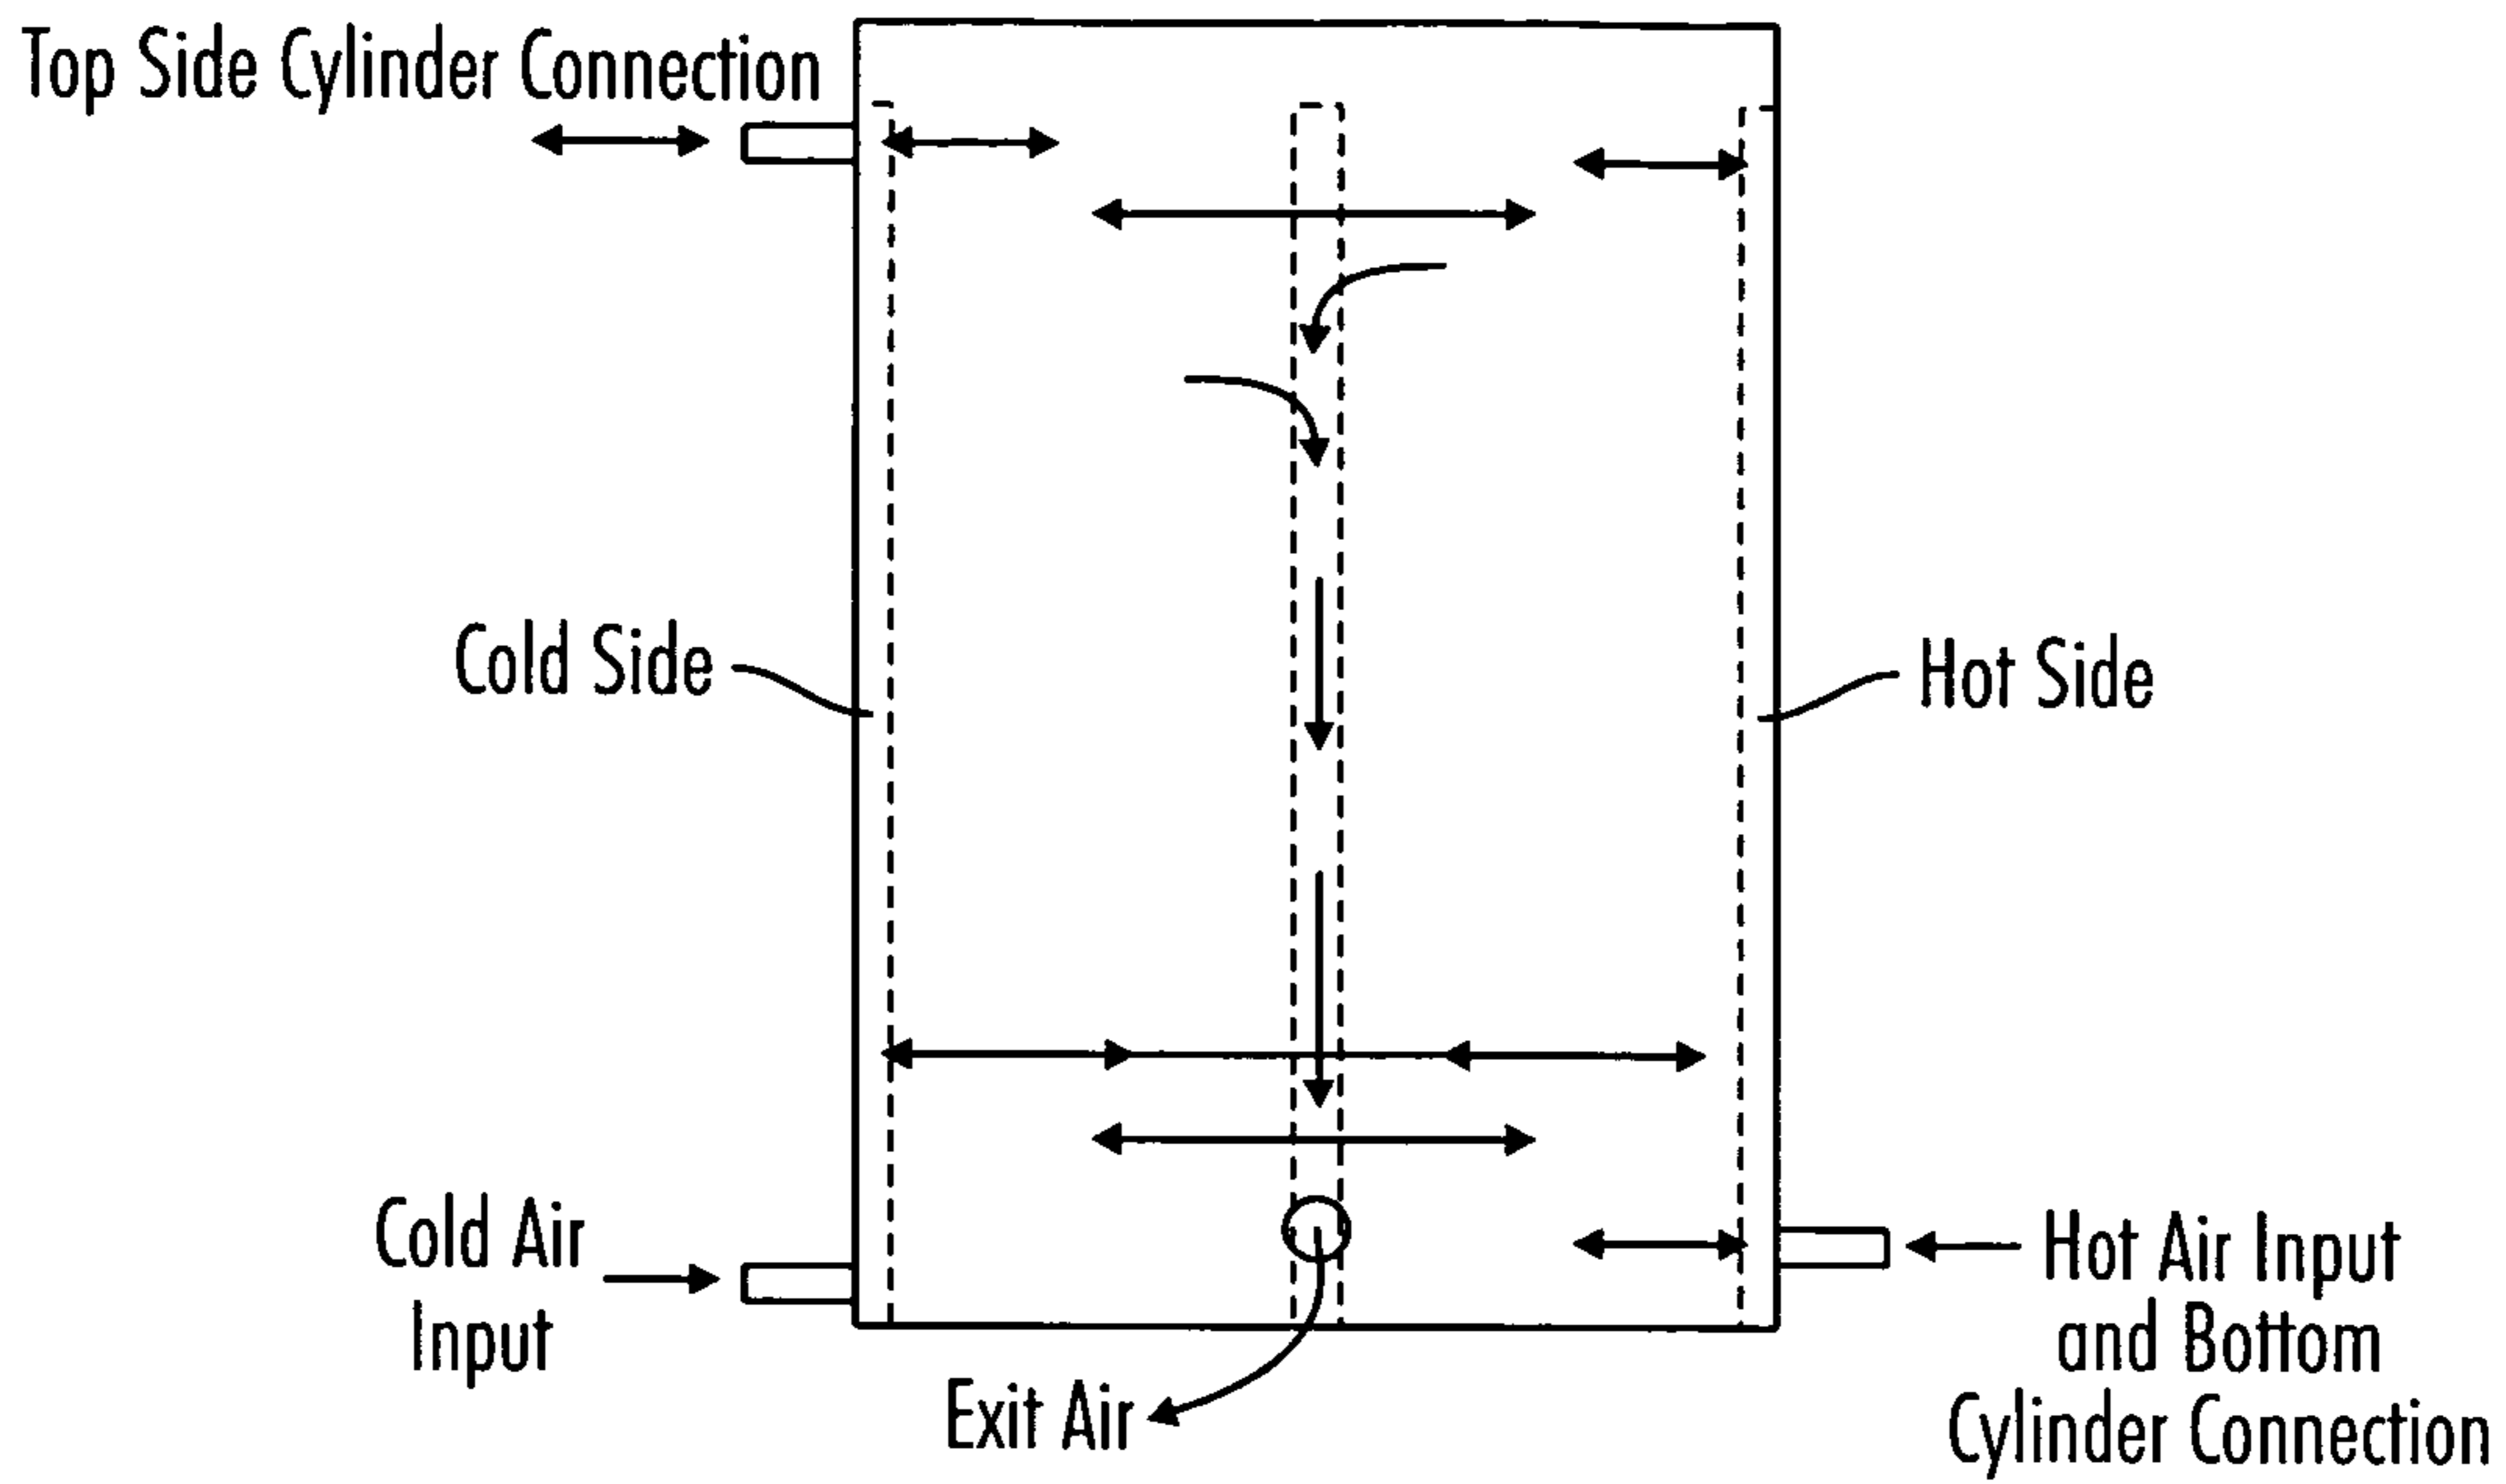 Top Side Cylinder Connection
Cold Side
Hot Side
Cold Air
Input
Hot Air Input
and Bottom
Cylinder Connection
Exit Air